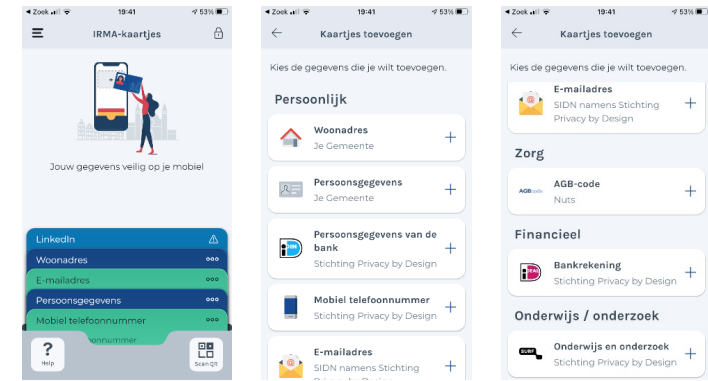 ◄ Zoek 19:41 53%
IRMA-kaartjes
Jouw gegevens veilig op je mobiel
LinkedIn
Woonadres
E-mailadres
Persoonsgegevens
Mobiel telefoonnummer
Help
Scan QR
◄ Zoek 19:41 53%
Kaartjes toevoegen
Kies de gegevens die je wilt toevoegen.
Persoonlijk
Woonadres
Je Gemeente
Persoonsgegevens
Je Gemeente
Persoonsgegevens van de
bank
Stichting Privacy by Design
Mobiel telefoonnummer
Stichting Privacy by Design
E-mailadres
SIDN namens Stichting
◄ Zoek 19:41 53%
Kaartjes toevoegen
Kies de gegevens die je wilt toevoegen.
E-mailadres
SIDN namens Stichting
Privacy by Design
Zorg
AGB-code
Nuts
Financieel
Bankrekening
Stichting Privacy by Design
Onderwijs / onderzoek
SURF
Onderwijs en onderzoek
Stichting Privacy by Design